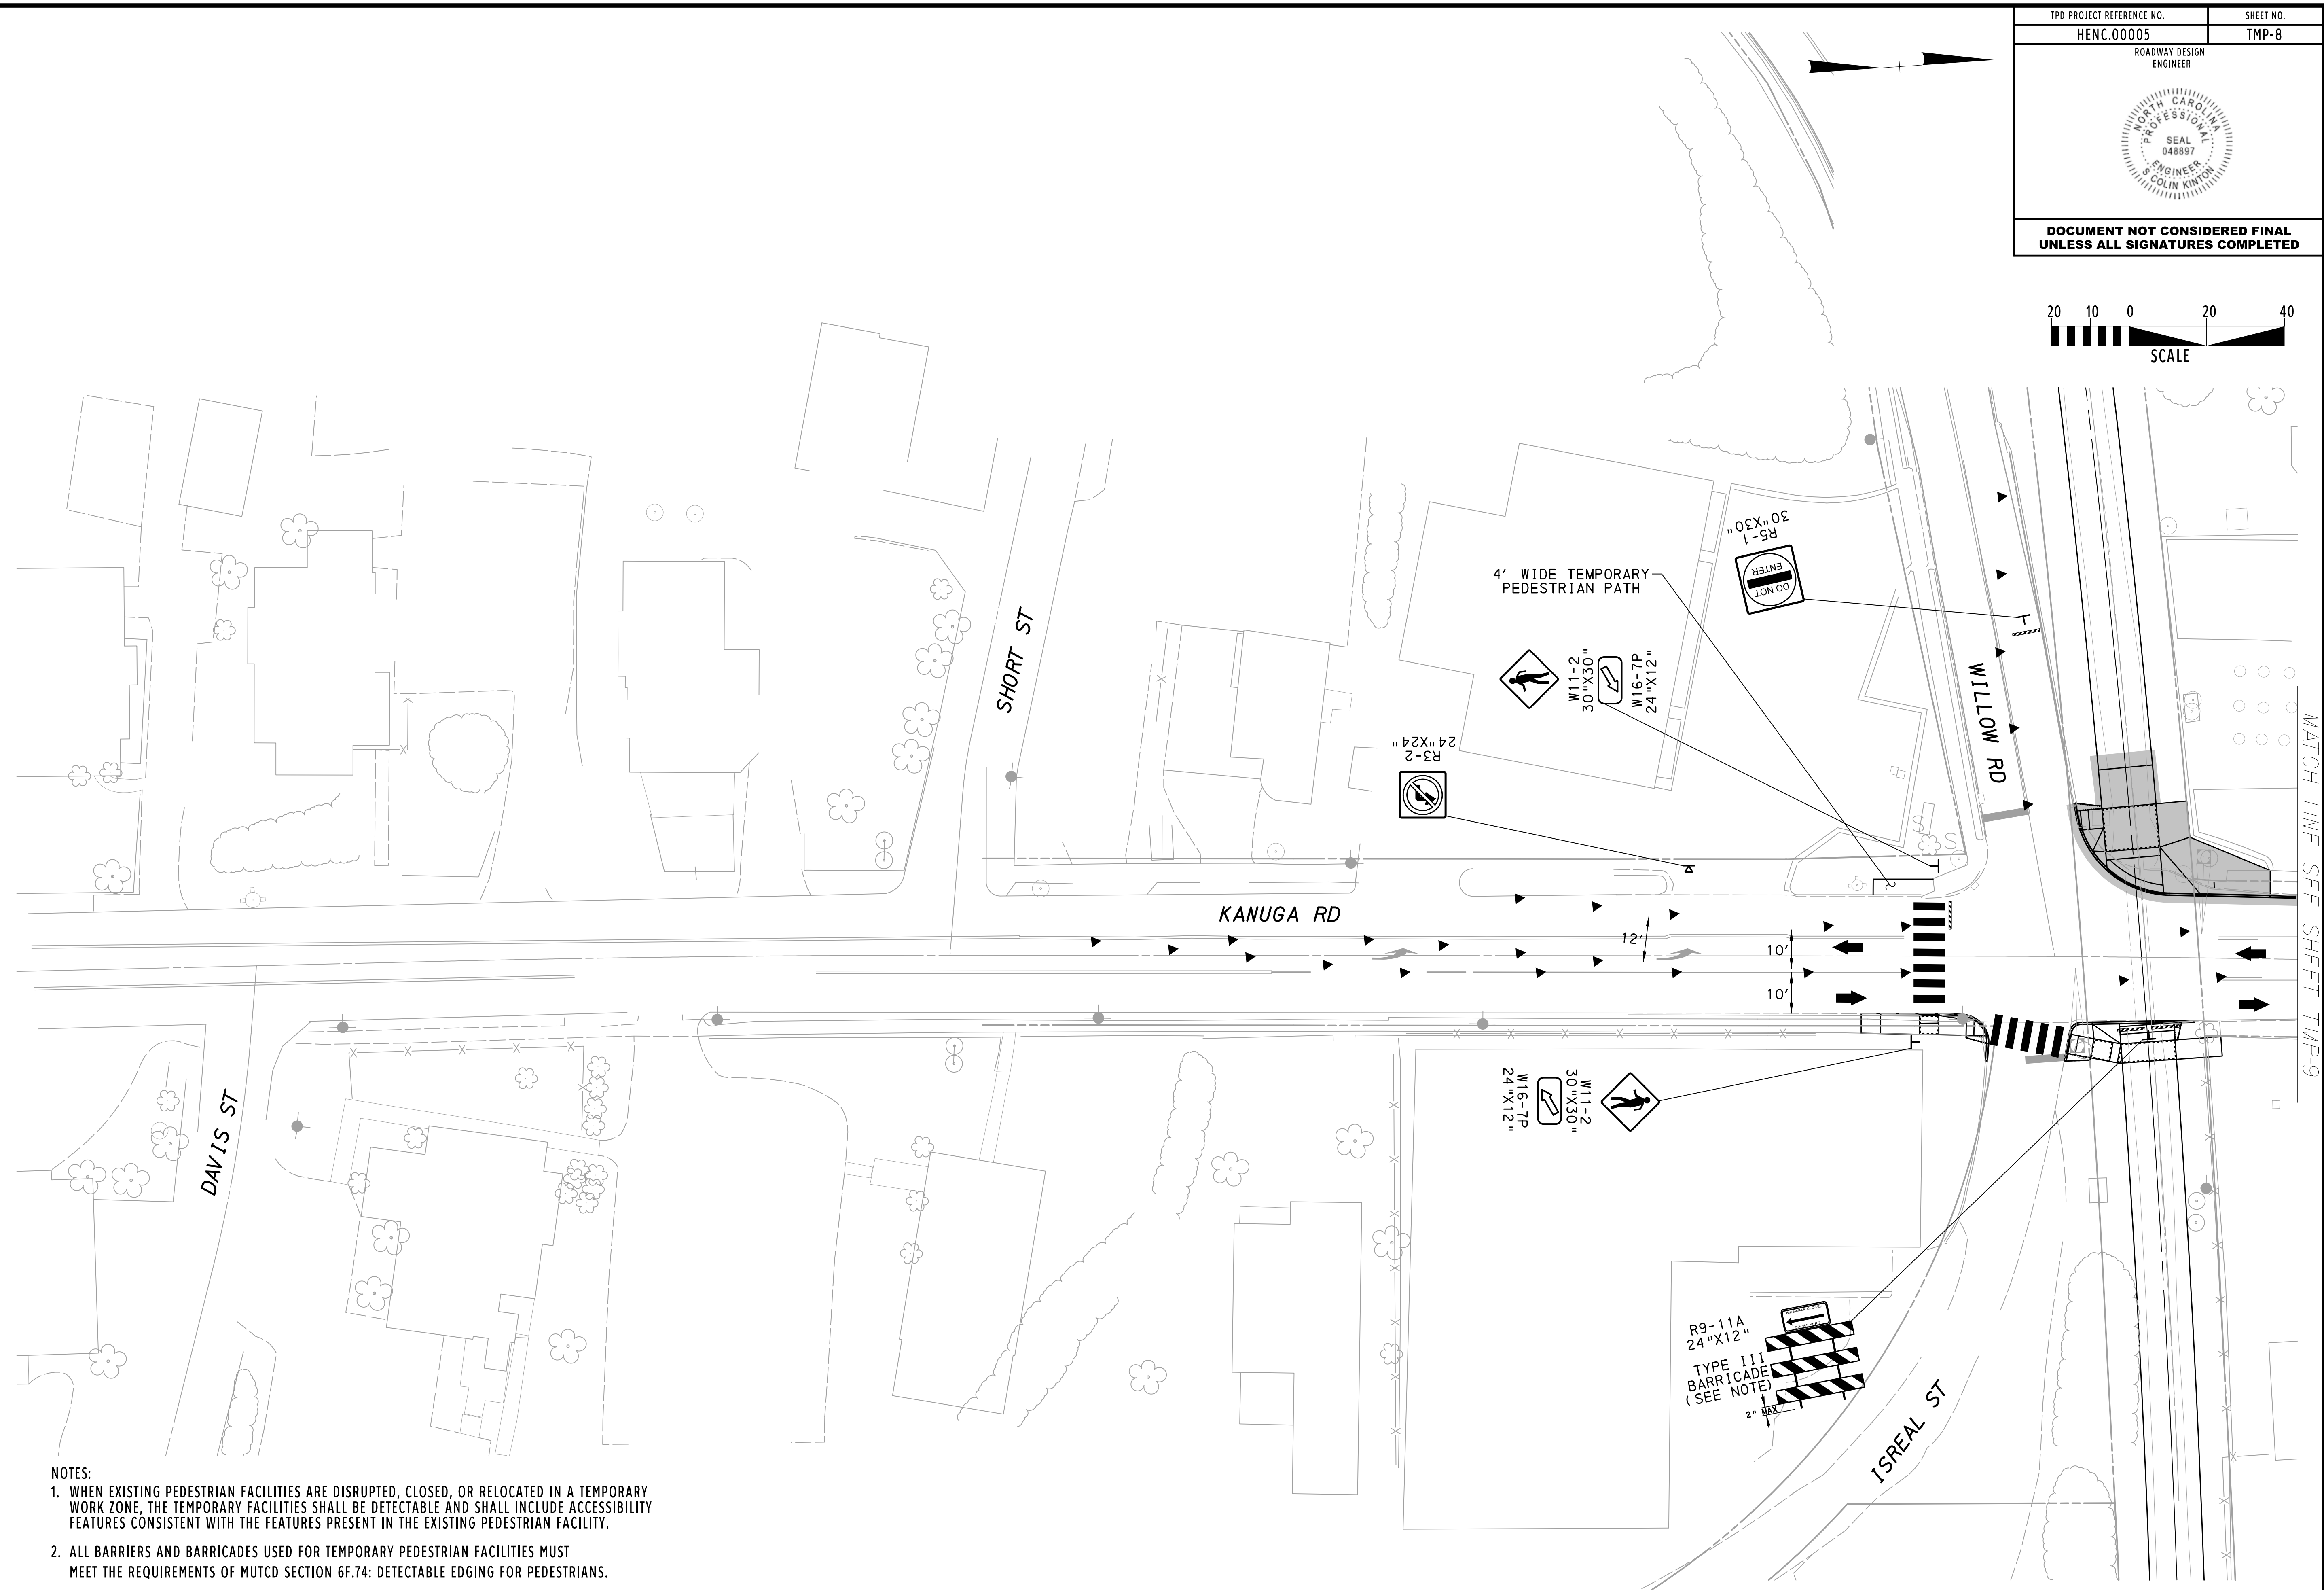 TPD PROJECT REFERENCE NO.
SHEET NO.
HENC.00005
TMP-8
ROADWAY DESIGN
ENGINEER
NORTH CAROLINA
PROFESSIONAL
SEAL
048897
ENGINEER
S COLIN KINTON
DOCUMENT NOT CONSIDERED FINAL
UNLESS ALL SIGNATURES COMPLETED
20 10 0 20 40
SCALE
R5-1
30"X30"
DO NOT
ENTER
4' WIDE TEMPORARY
PEDESTRIAN PATH
W11-2
30"X30"
W16-7P
24"X12"
R3-2
24"X24"
SHORT ST
WILLOW RD
MATCH LINE SEE SHEET TMP-9
S
S
KANUGA RD
12'
10'
10'
DAVIS ST
W11-2
30"X30"
W16-7P
24"X12"
R9-11A
24"X12"
TYPE III
BARRICADE
(SEE NOTE)
2" MAX
ISREAL ST
NOTES:
1. WHEN EXISTING PEDESTRIAN FACILITIES ARE DISRUPTED, CLOSED, OR RELOCATED IN A TEMPORARY
WORK ZONE, THE TEMPORARY FACILITIES SHALL BE DETECTABLE AND SHALL INCLUDE ACCESSIBILITY
FEATURES CONSISTENT WITH THE FEATURES PRESENT IN THE EXISTING PEDESTRIAN FACILITY.
2. ALL BARRIERS AND BARRICADES USED FOR TEMPORARY PEDESTRIAN FACILITIES MUST
MEET THE REQUIREMENTS OF MUTCD SECTION 6F.74: DETECTABLE EDGING FOR PEDESTRIANS.